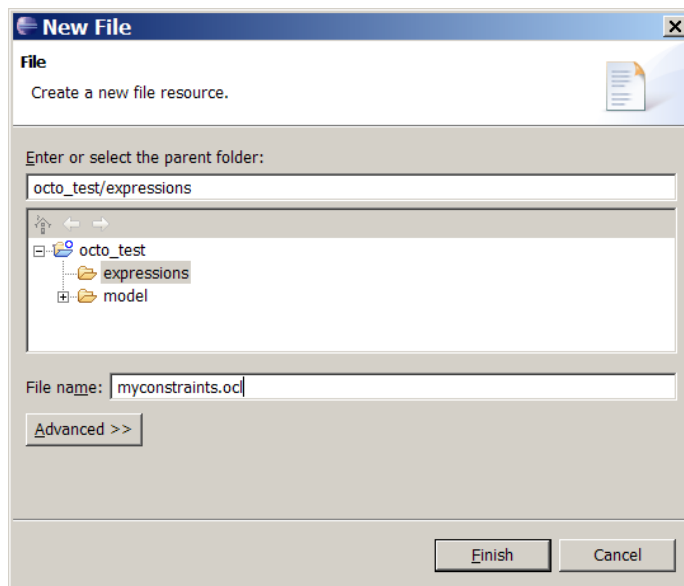 New File
File
Create a new file resource.
Enter or select the parent folder:
octo_test/expressions
octo_test
expressions
model
File name: myconstraints.ocl
Advanced >>
Finish Cancel